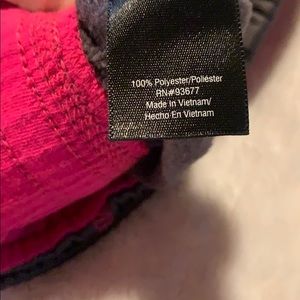 100% Polyester/Poliéster
RN#93677
Made In Vietnam/
Hecho En Vietnam